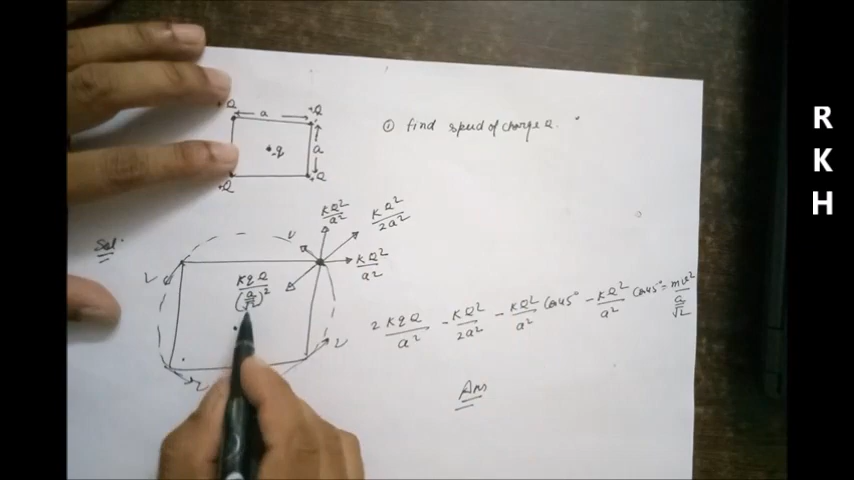 +Q a +Q
① find speed of charge Q.
-q a
+Q +Q
Sol.
KQ²/a² KQ²/2a²
v v KQ²/a²
KqQ/(a/√2)²
2KqQ/a² - KQ²/2a² - KQ²/a² Cos45° - KQ²/a² Cos45° = mv²/(a/√2)
v v
Ans
R
K
H